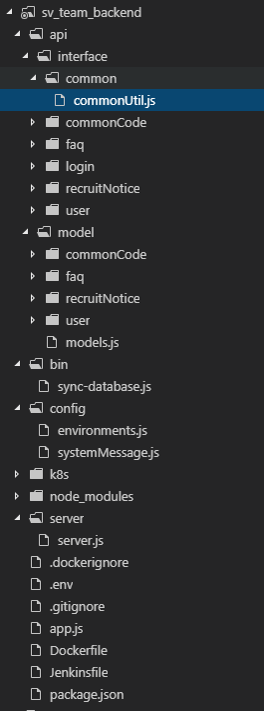 sv_team_backend
api
interface
common
commonUtil.js
commonCode
faq
login
recruitNotice
user
model
commonCode
faq
recruitNotice
user
models.js
bin
sync-database.js
config
environments.js
systemMessage.js
k8s
node_modules
server
server.js
.dockerignore
.env
.gitignore
app.js
Dockerfile
Jenkinsfile
package.json